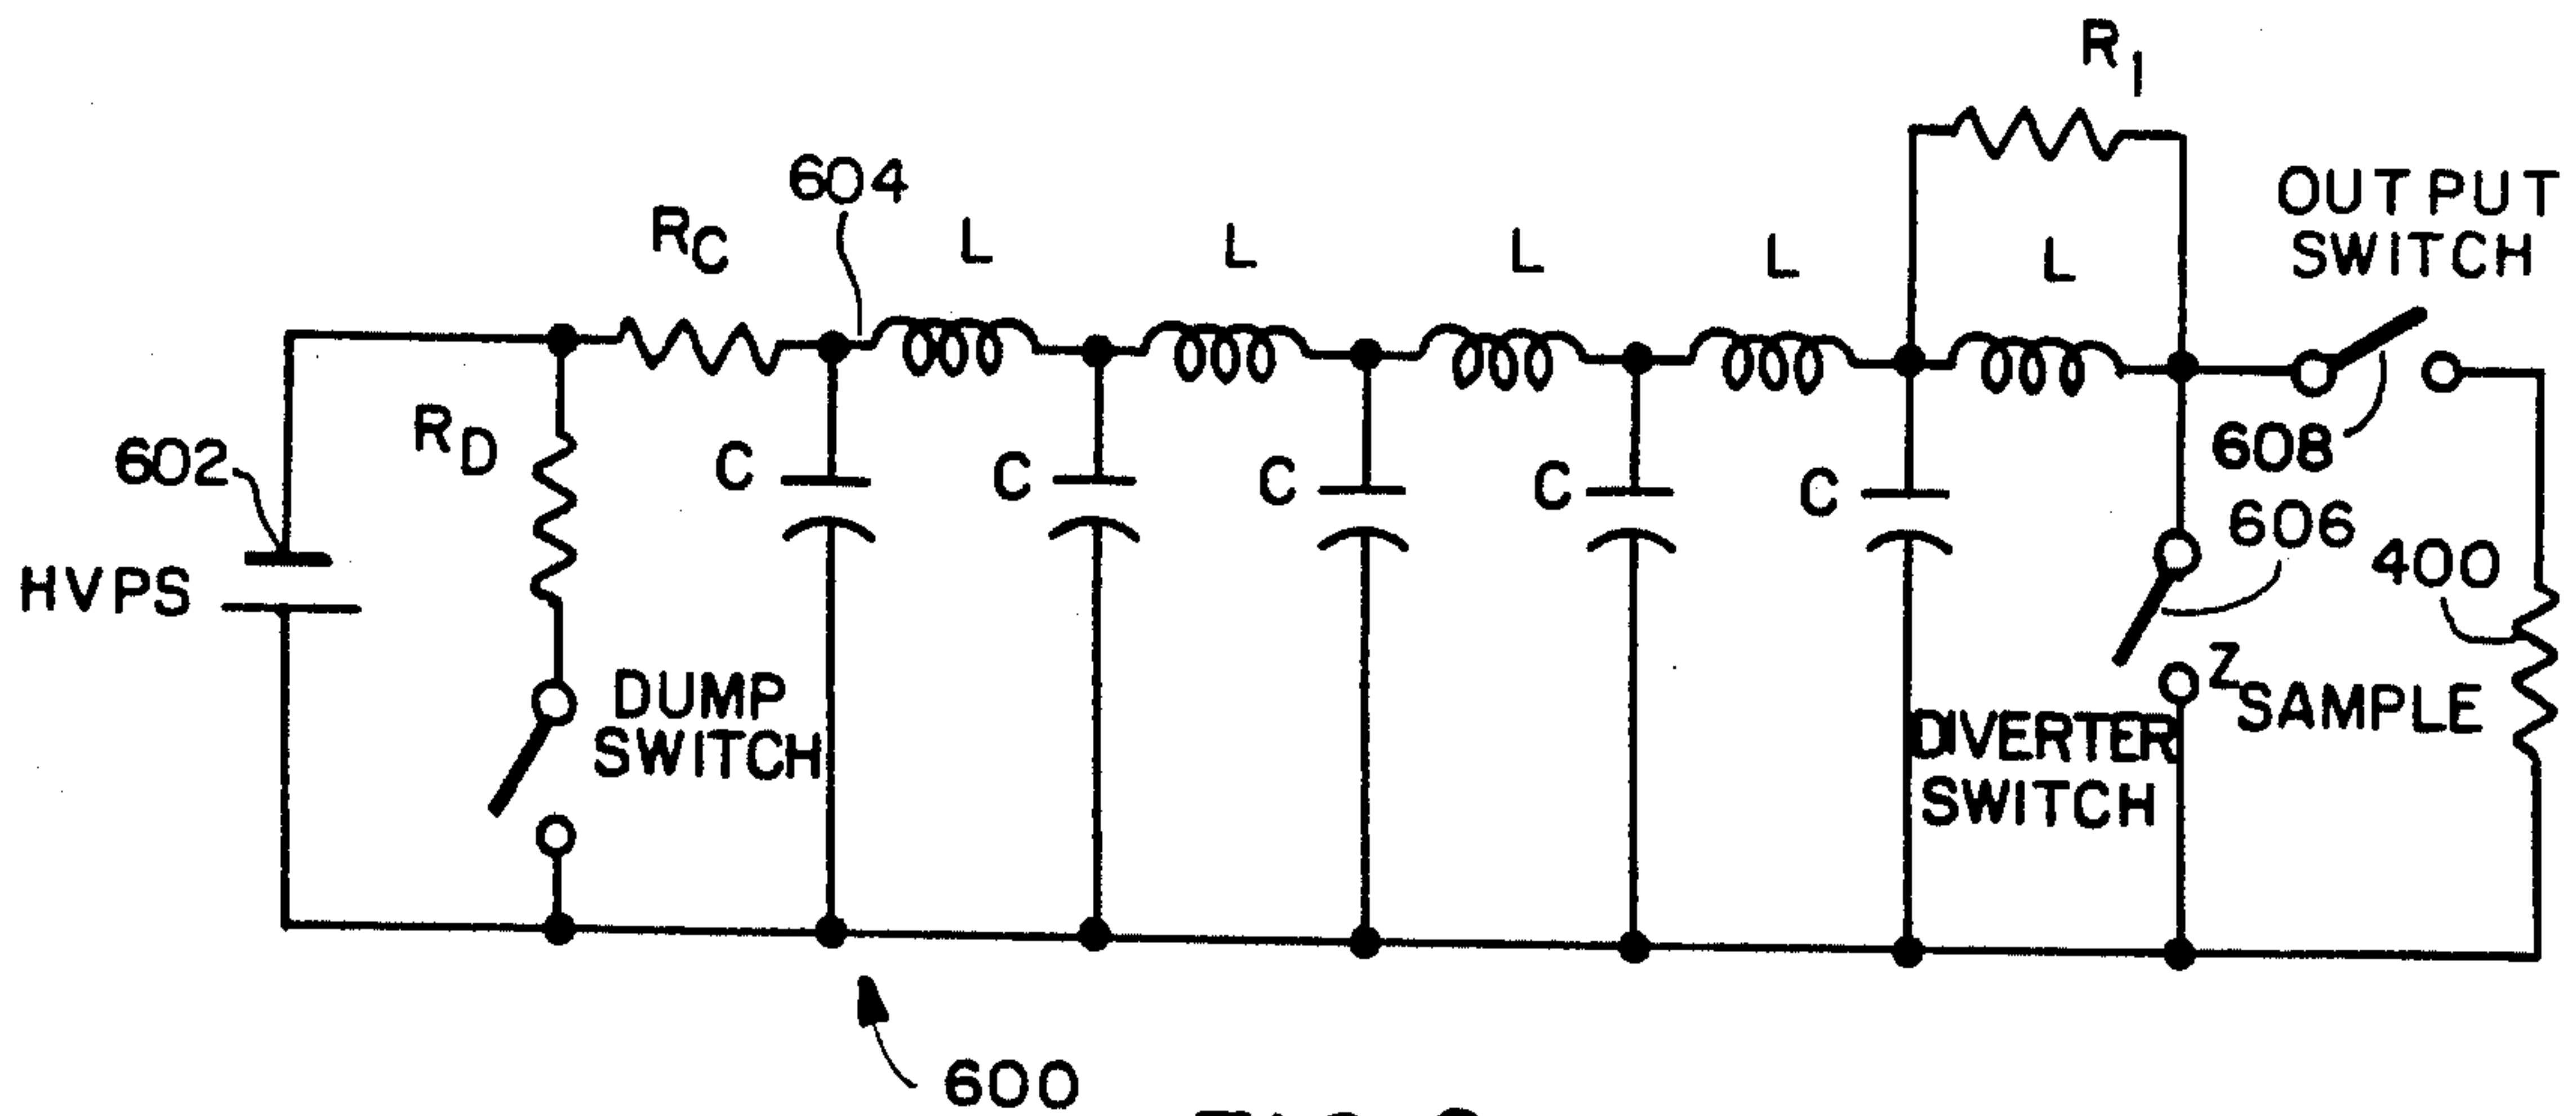 R1
604
RC
L
L
L
L
L
OUTPUT
SWITCH
602
RD
C
C
C
C
C
608
606
400
HVPS
DUMP
SWITCH
ZSAMPLE
DIVERTER
SWITCH
600